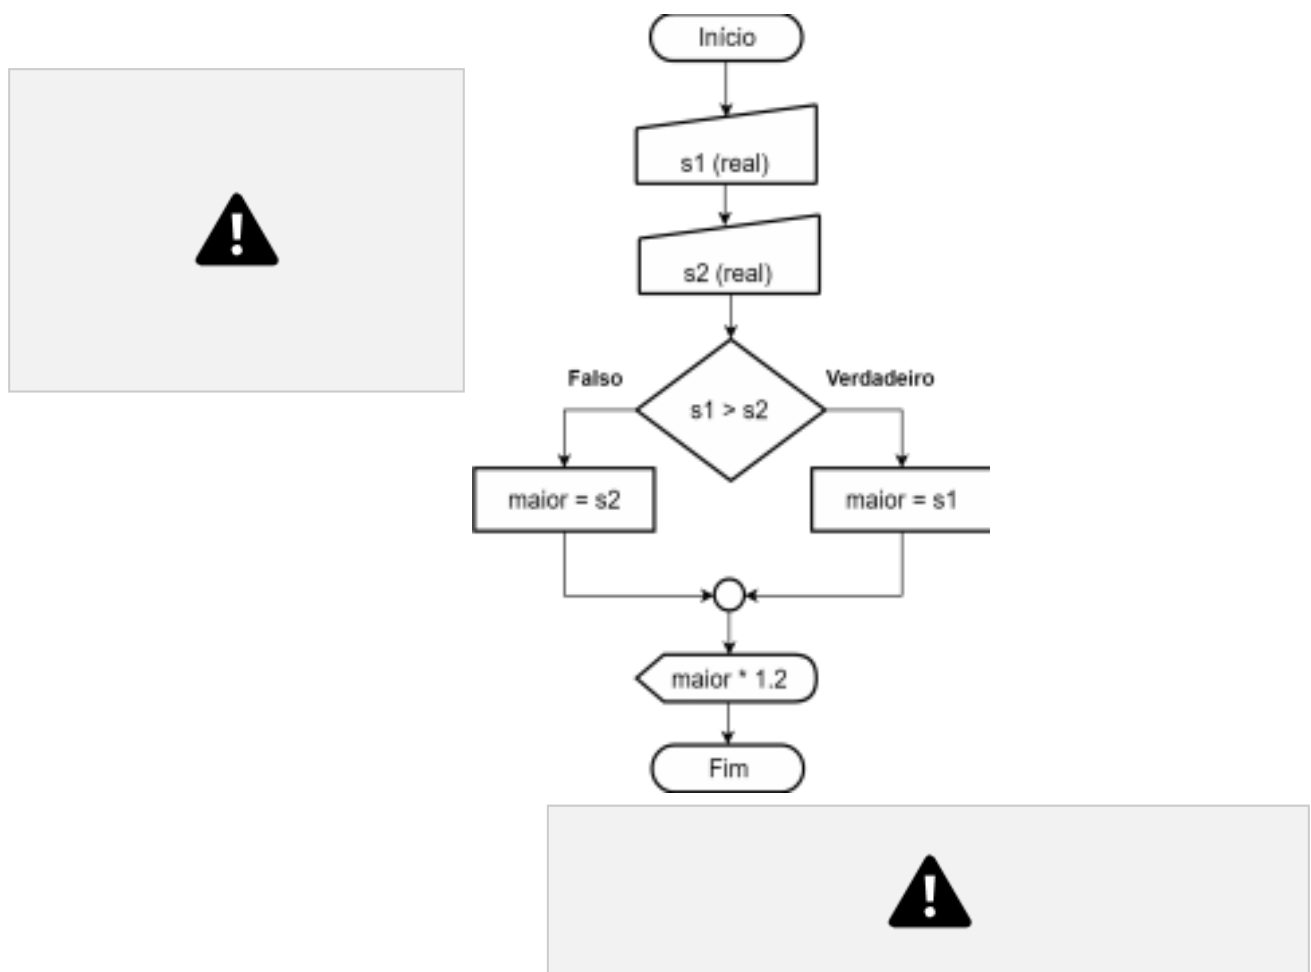 Início
s1 (real)
s2 (real)
Falso
Verdadeiro
s1 > s2
maior = s2
maior = s1
maior * 1.2
Fim